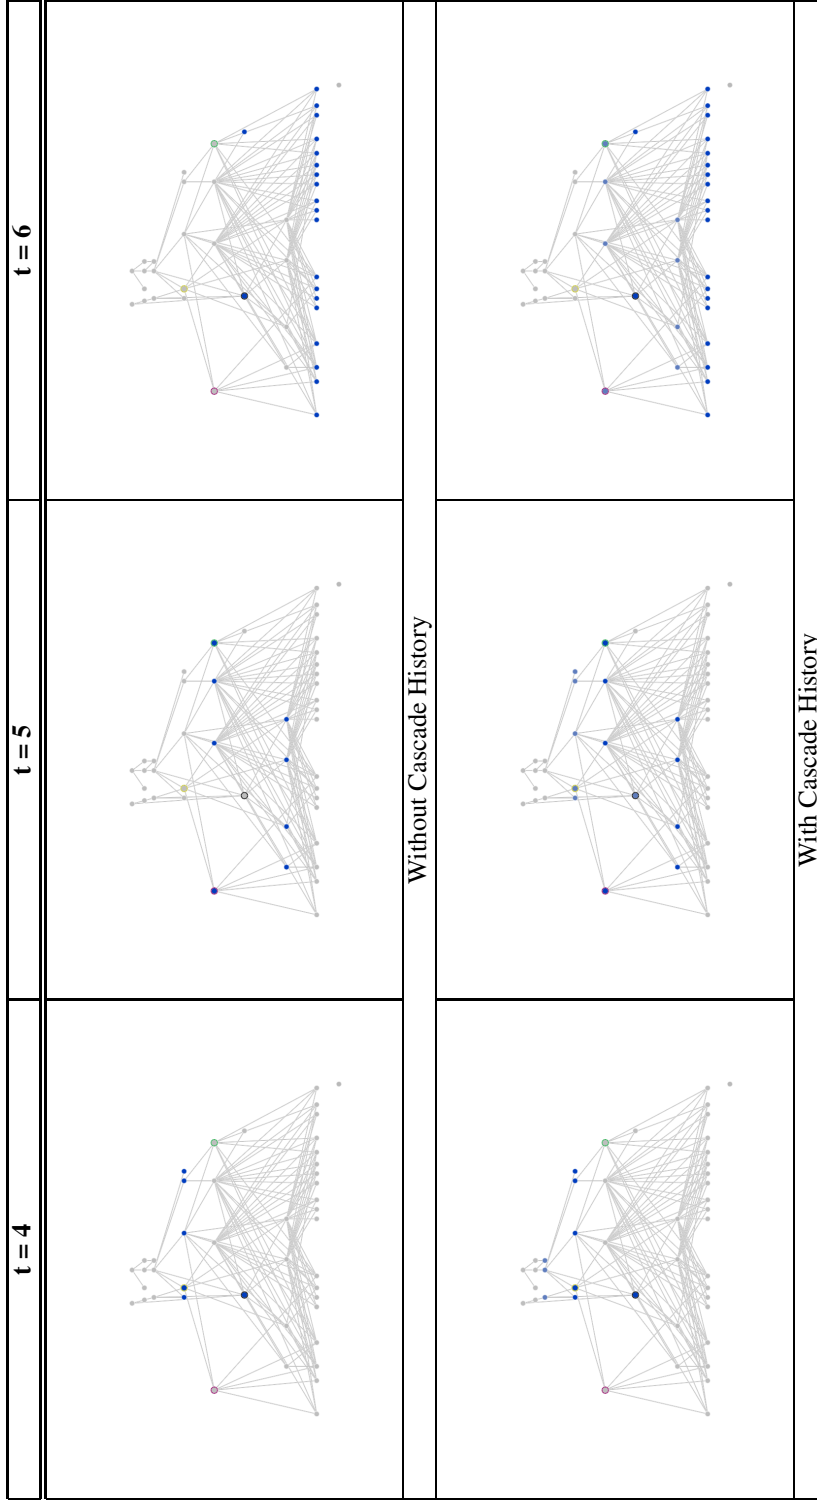 t = 4
t = 5
t = 6
Without Cascade History
With Cascade History